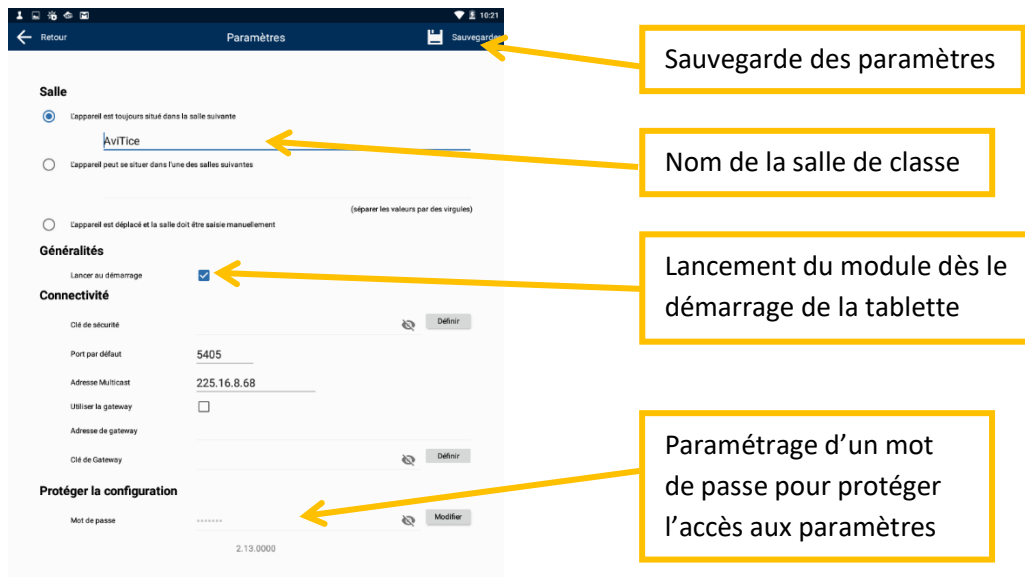 10:21
Retour
Paramètres
Sauvegarder
Sauvegarde des paramètres
Salle
L'appareil est toujours situé dans la salle suivante
AviTice
Nom de la salle de classe
L'appareil peut se situer dans l'une des salles suivantes
(séparer les valeurs par des virgules)
L'appareil est déplacé et la salle doit être saisie manuellement
Généralités
Lancer au démarrage
Lancement du module dès le
démarrage de la tablette
Connectivité
Clé de sécurité
Définir
Port par défaut
5405
Adresse Multicast
225.16.8.68
Utiliser la gateway
Adresse de gateway
Clé de Gateway
Définir
Paramétrage d'un mot
de passe pour protéger
l'accès aux paramètres
Protéger la configuration
Mot de passe
.......
Modifier
2.13.0000